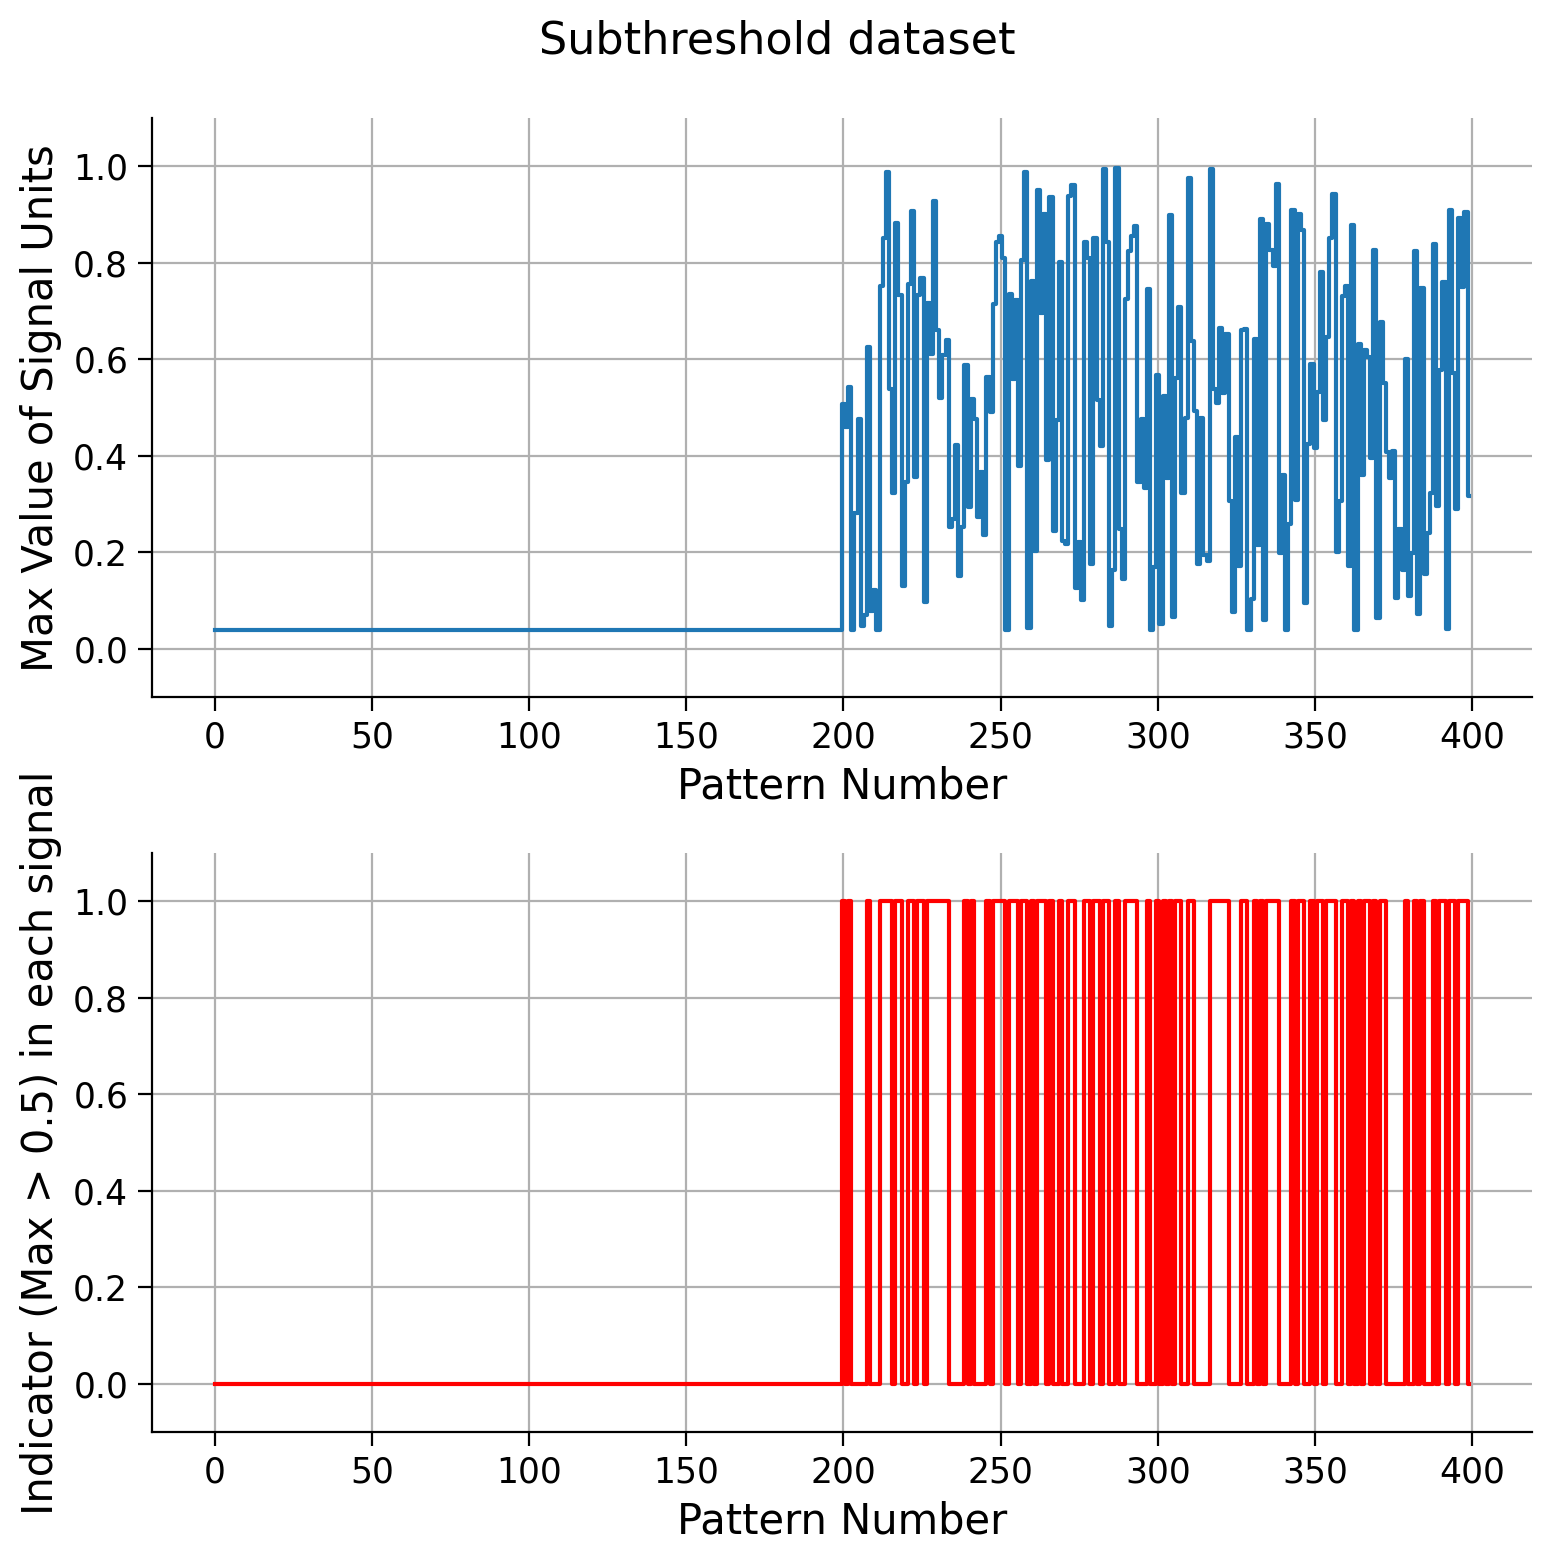 Subthreshold dataset
Max Value of Signal Units
1.0
0.8
0.6
0.4
0.2
0.0
0 50 100 150 200 250 300 350 400
Pattern Number
Indicator (Max > 0.5) in each signal
1.0
0.8
0.6
0.4
0.2
0.0
0 50 100 150 200 250 300 350 400
Pattern Number